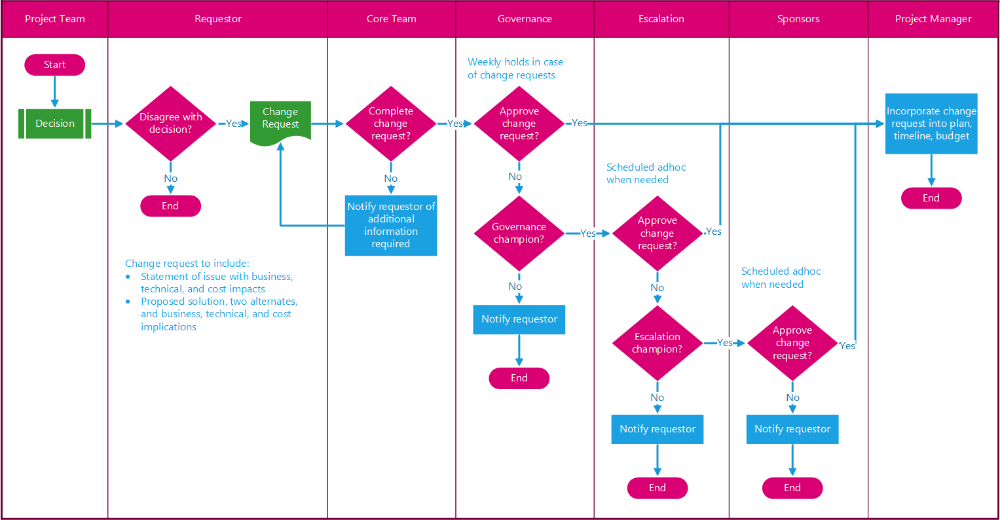 Project Team
Requestor
Core Team
Governance
Escalation
Sponsors
Project Manager
Start
Decision
Disagree with
decision?
Yes
No
End
Change
Request
Change request to include:
• Statement of issue with business,
technical, and cost impacts
• Proposed solution, two alternates,
and business, technical, and cost
implications
Complete
change
request?
Yes
No
Notify requestor of
additional
information
required
Weekly holds in case
of change requests
Approve
change
request?
Yes
No
Governance
champion?
Yes
No
Notify requestor
End
Scheduled adhoc
when needed
Approve
change
request?
Yes
No
Escalation
champion?
Yes
No
Notify requestor
End
Scheduled adhoc
when needed
Approve
change
request?
Yes
No
Notify requestor
End
Incorporate change
request into plan,
timeline, budget
End